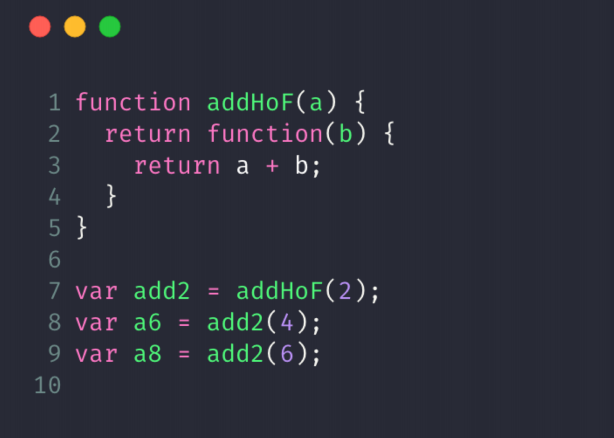 1 function addHoF(a) {
2   return function(b) {
3     return a + b;
4   }
5 }
6
7 var add2 = addHoF(2);
8 var a6 = add2(4);
9 var a8 = add2(6);
10